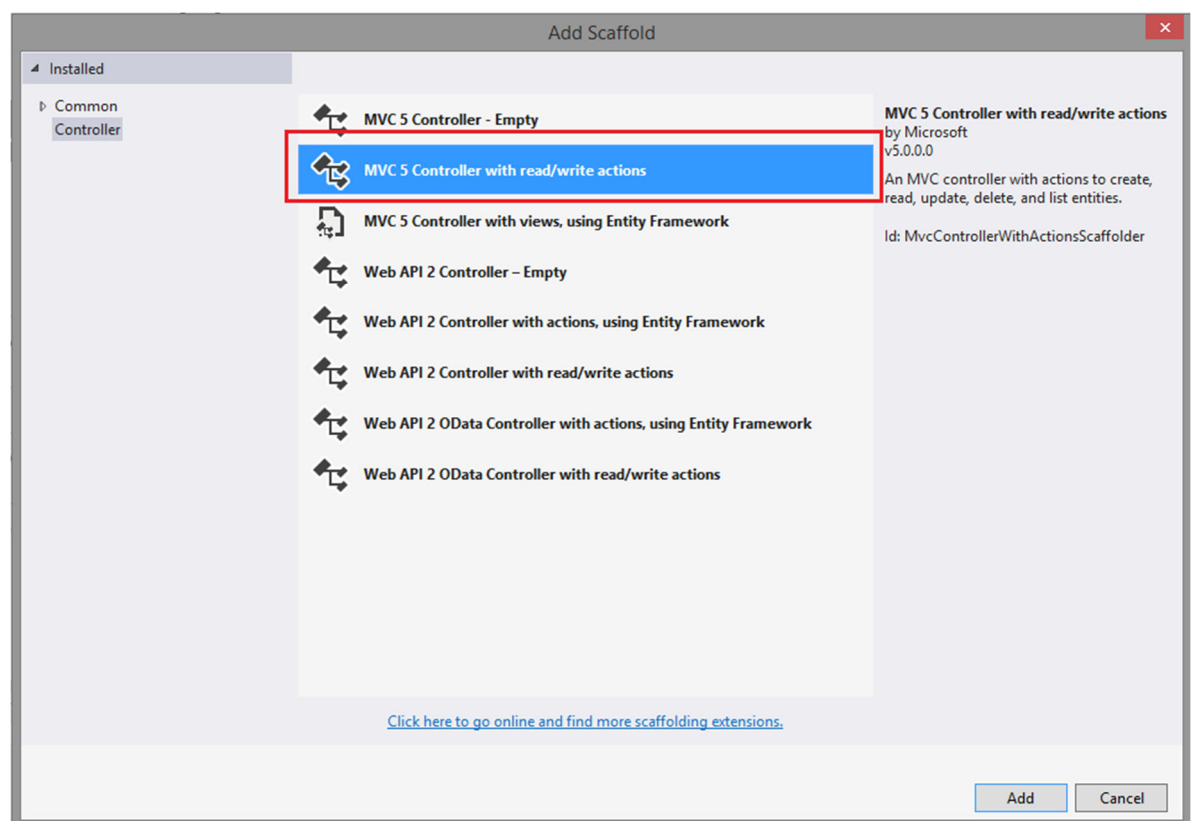 Add Scaffold
Installed
Common
Controller
MVC 5 Controller - Empty
MVC 5 Controller with read/write actions
MVC 5 Controller with views, using Entity Framework
Web API 2 Controller – Empty
Web API 2 Controller with actions, using Entity Framework
Web API 2 Controller with read/write actions
Web API 2 OData Controller with actions, using Entity Framework
Web API 2 OData Controller with read/write actions
Click here to go online and find more scaffolding extensions.
MVC 5 Controller with read/write actions
by Microsoft
v5.0.0.0
An MVC controller with actions to create,
read, update, delete, and list entities.
Id: MvcControllerWithActionsScaffolder
Add
Cancel